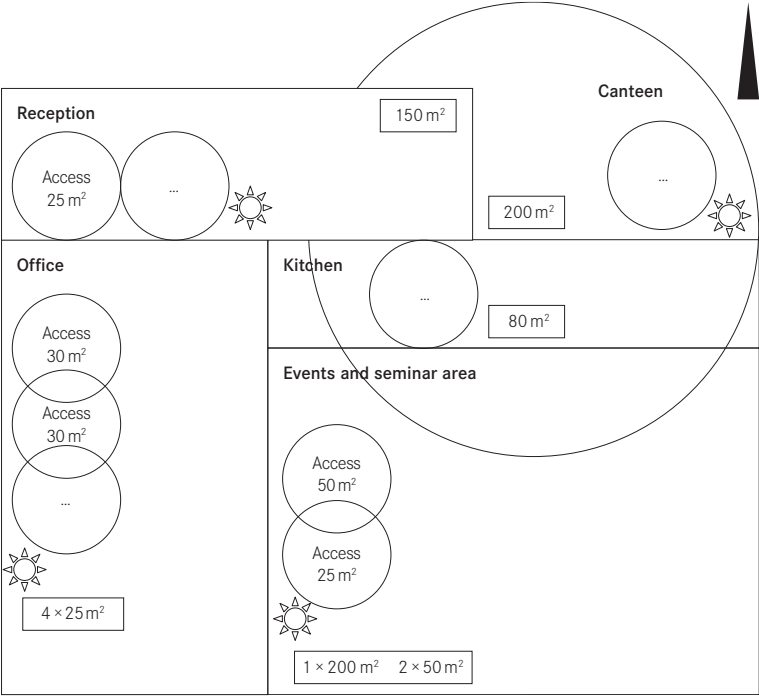 Canteen
Reception
150 m²
Access
25 m²
...
...
200 m²
Office
Kitchen
...
80 m²
Access
30 m²
Events and seminar area
Access
30 m²
Access
50 m²
...
Access
25 m²
4 × 25 m²
1 × 200 m² 2 × 50 m²